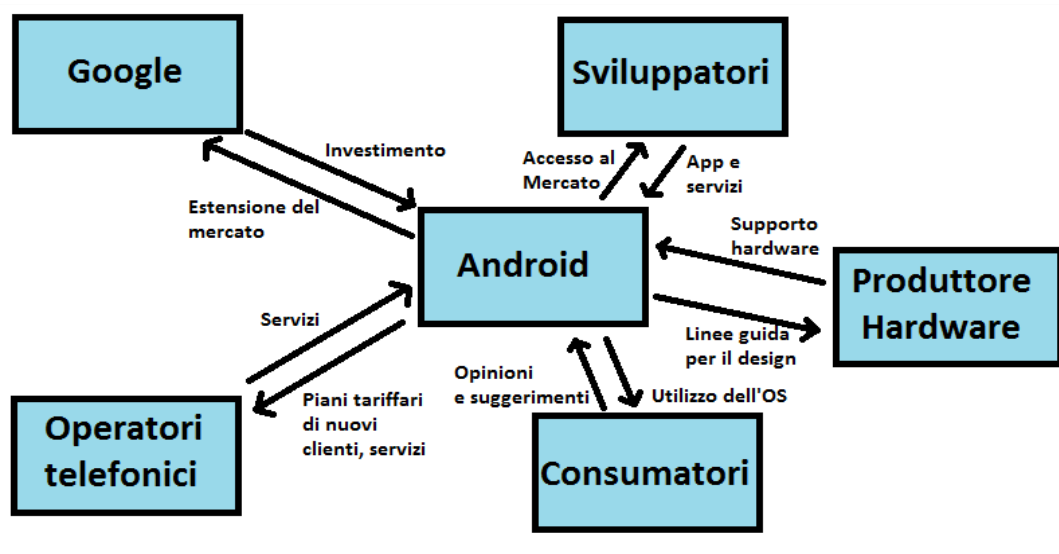 Google
Sviluppatori
Investimento
Estensione del
mercato
Accesso al
Mercato
App e
servizi
Android
Supporto
hardware
Produttore
Hardware
Linee guida
per il design
Servizi
Piani tariffari
di nuovi
clienti, servizi
Opinioni
e suggerimenti
Utilizzo dell'OS
Operatori
telefonici
Consumatori